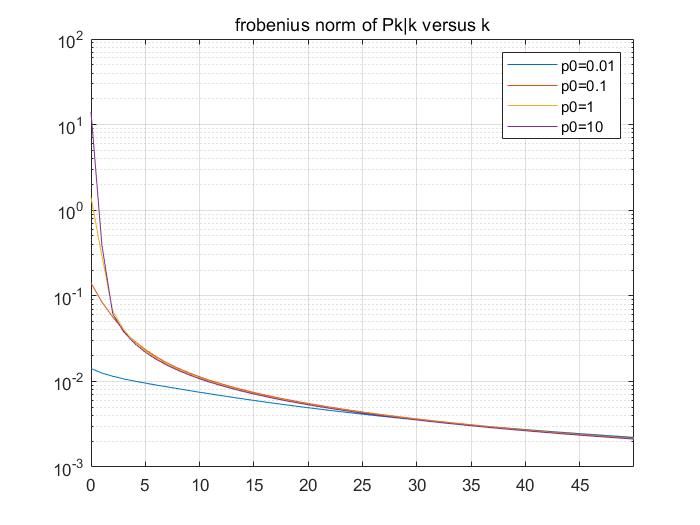 frobenius norm of Pk|k versus k
10^2
10^1
10^0
10^-1
10^-2
10^-3
p0=0.01
p0=0.1
p0=1
p0=10
0 5 10 15 20 25 30 35 40 45